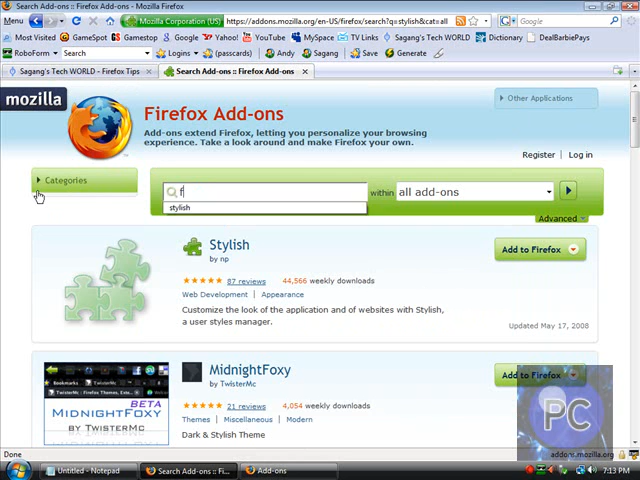 Search Add-ons :: Firefox Add-ons - Mozilla Firefox
Menu
Mozilla Corporation (US)
https://addons.mozilla.org/en-US/firefox/search?q=stylish&cat=all
Most Visited
GameSpot
Gamestop
YouTube
MySpace
Sagang's Tech WORLD
Dictionary
DealBarbiePays
RoboForm
Search
Logins
(passcards)
Andy
Sagang
Save
Generate
Sagang's Tech WORLD - Firefox Tips
Search Add-ons :: Firefox Add-ons
mozilla
Firefox Add-ons
Add-ons extend Firefox, letting you personalize your browsing
experience. Take a look around and make Firefox your own.
Other Applications
Register
Log in
Categories
f
within
all add-ons
stylish
Advanced
Stylish
by np
Add to Firefox
87 reviews
44,566 weekly downloads
Web Development
Appearance
Customize the look of the application and of websites with Stylish,
a user styles manager.
Updated May 17, 2008
MidnightFoxy
by TwisterMc
Add to Firefox
Bookmarks
BETA
MIDNIGHTFOXY
BY TWISTERMC
21 reviews
4,054 weekly downloads
Themes
Miscellaneous
Modern
Dark & Stylish Theme
PC
Done
addons.mozilla.org
Untitled - Notepad
Search Add-ons :: Fi...
Add-ons
7:13 PM